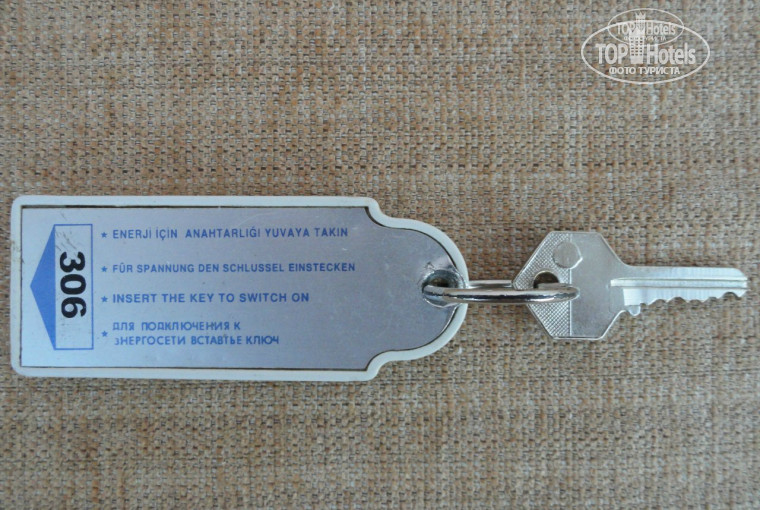 TOP Hotels
ФОТО ТУРИСТА
306
* ENERJİ İÇİN ANAHTARLIĞI YUVAYA TAKIN
* FÜR SPANNUNG DEN SCHLUSSEL EINSTECKEN
* INSERT THE KEY TO SWITCH ON
* ДЛЯ ПОДКЛЮЧЕНИЯ К
ЭНЕРГОСЕТИ ВСТАВТЬЕ КЛЮЧ